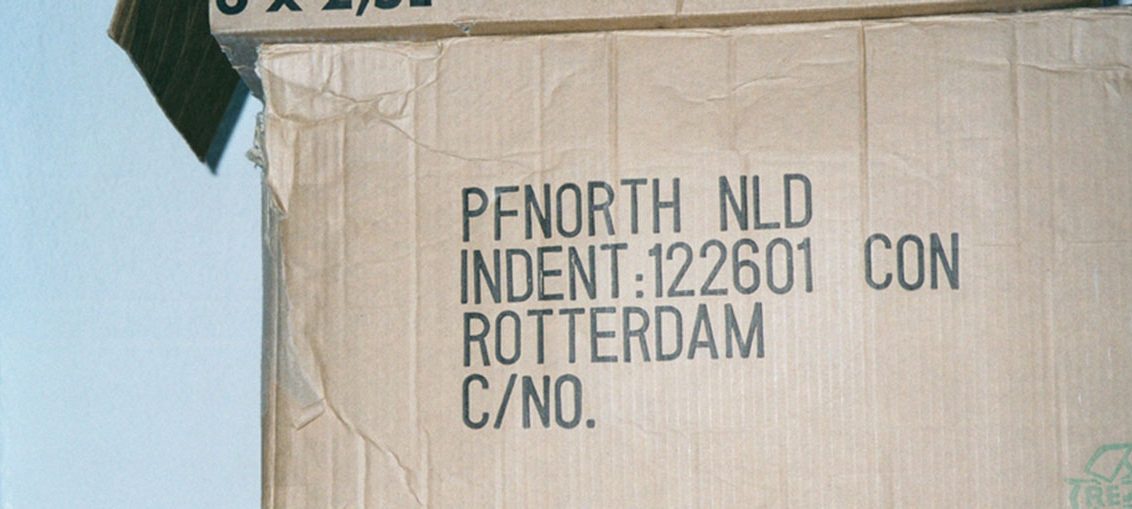 PFNORTH NLD
INDENT:122601 CON
ROTTERDAM
C/NO.